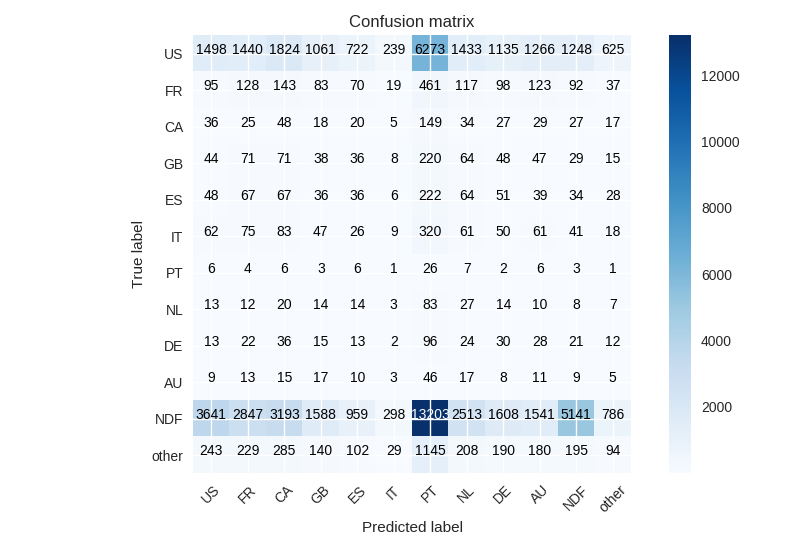 Confusion matrix
US 1498 1440 1824 1061 722 239 6273 1433 1135 1266 1248 625
FR 95 128 143 83 70 19 461 117 98 123 92 37
CA 36 25 48 18 20 5 149 34 27 29 27 17
GB 44 71 71 38 36 8 220 64 48 47 29 15
ES 48 67 67 36 36 6 222 64 51 39 34 28
IT 62 75 83 47 26 9 320 61 50 61 41 18
PT 6 4 6 3 6 1 26 7 2 6 3 1
NL 13 12 20 14 14 3 83 27 14 10 8 7
DE 13 22 36 15 13 2 96 24 30 28 21 12
AU 9 13 15 17 10 3 46 17 8 11 9 5
NDF 3641 2847 3193 1588 959 298 13203 2513 1608 1541 5141 786
other 243 229 285 140 102 29 1145 208 190 180 195 94
US FR CA GB ES IT PT NL DE AU NDF other
Predicted label
True label
12000
10000
8000
6000
4000
2000